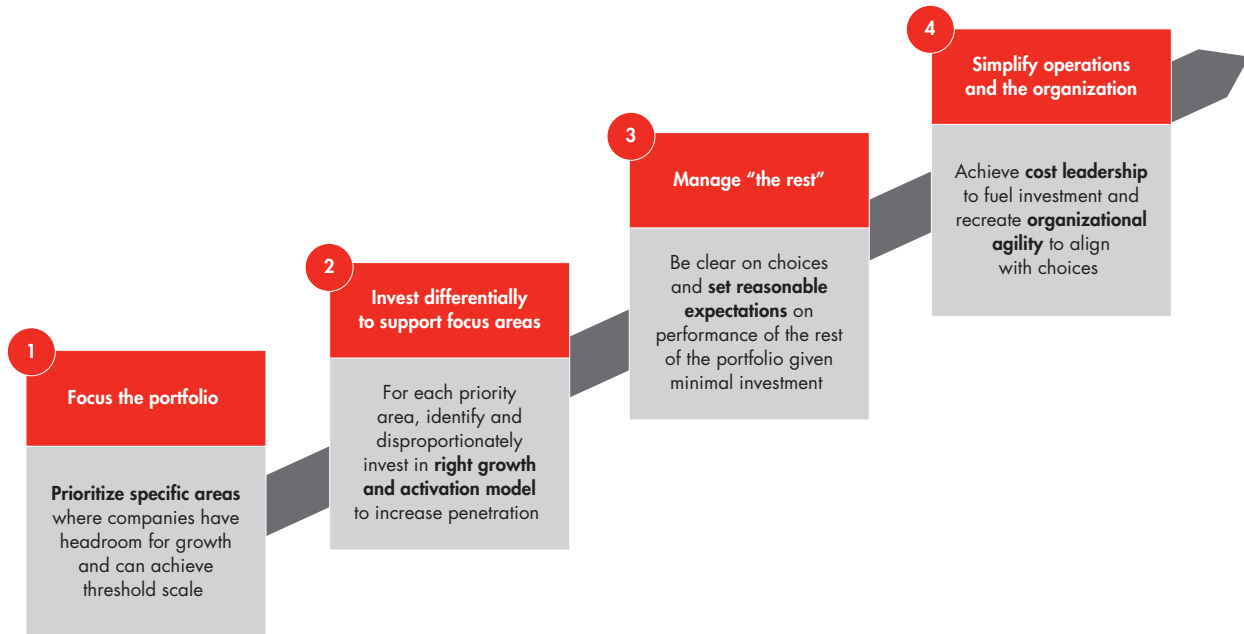 1
Focus the portfolio
Prioritize specific areas
where companies have
headroom for growth
and can achieve
threshold scale
2
Invest differentially
to support focus areas
For each priority
area, identify and
disproportionately
invest in right growth
and activation model
to increase penetration
3
Manage “the rest”
Be clear on choices
and set reasonable
expectations on
performance of the rest
of the portfolio given
minimal investment
4
Simplify operations
and the organization
Achieve cost leadership
to fuel investment and
recreate organizational
agility to align
with choices